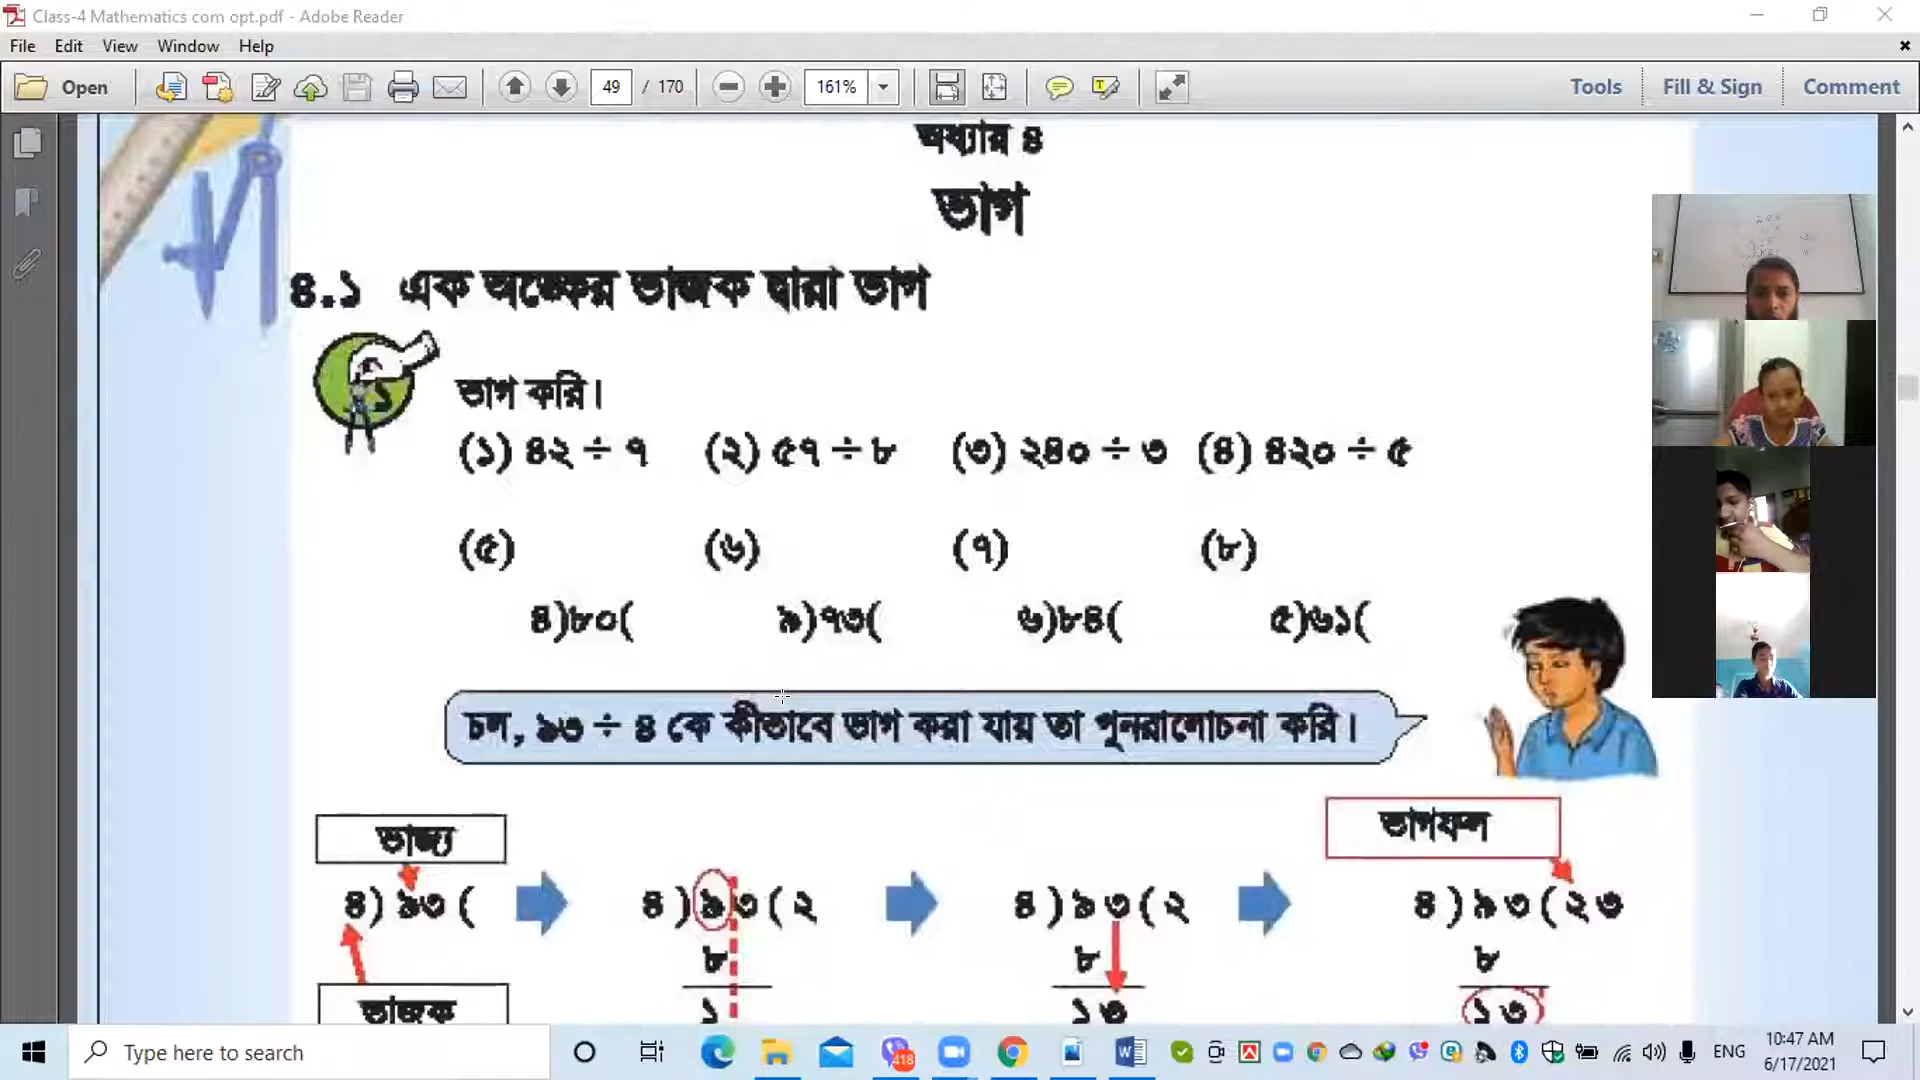 Class-4 Mathematics com opt.pdf - Adobe Reader
File Edit View Window Help
Open 49 / 170 161% Tools Fill & Sign Comment
অধ্যায় ৪
ভাগ
৪.১ এক অঙ্কের ভাজক দ্বারা ভাগ
১
ভাগ করি।
(১) ৪২ ÷ ৭ (২) ৫৭ ÷ ৮ (৩) ২৪০ ÷ ৩ (৪) ৪২০ ÷ ৫
(৫) (৬) (৭) (৮)
৪)৮০( ৯)৭৩( ৬)৮৪( ৫)৬১(
চল, ৯৩ ÷ ৪ কে কীভাবে ভাগ করা যায় তা পুনরালোচনা করি।
ভাজ্য ভাগফল
৪ ) ৯৩ ( ৪ ) ৯৩ ( ২ ৪ ) ৯৩ ( ২ ৪ ) ৯৩ ( ২৩
৮ ৮ ৮
ভাজক ১ ১৩ ১৩
Type here to search 418 ENG 10:47 AM
6/17/2021